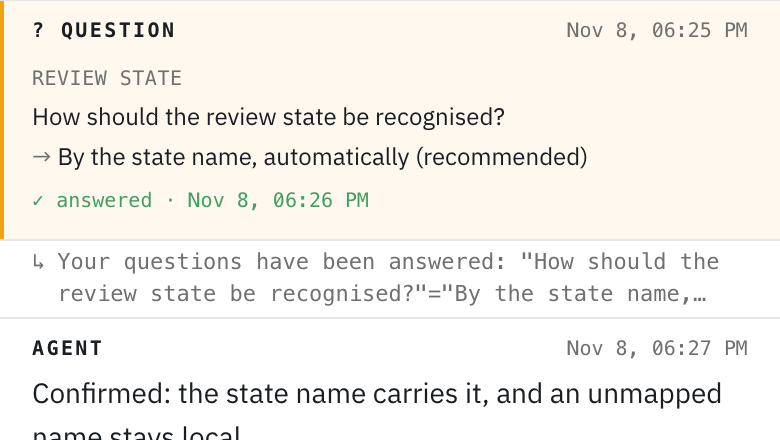 ? QUESTION Nov 8, 06:25 PM
REVIEW STATE
How should the review state be recognised?
→ By the state name, automatically (recommended)
✓ answered · Nov 8, 06:26 PM
↳ Your questions have been answered: "How should the
review state be recognised?"="By the state name,…
AGENT Nov 8, 06:27 PM
Confirmed: the state name carries it, and an unmapped
name stays local